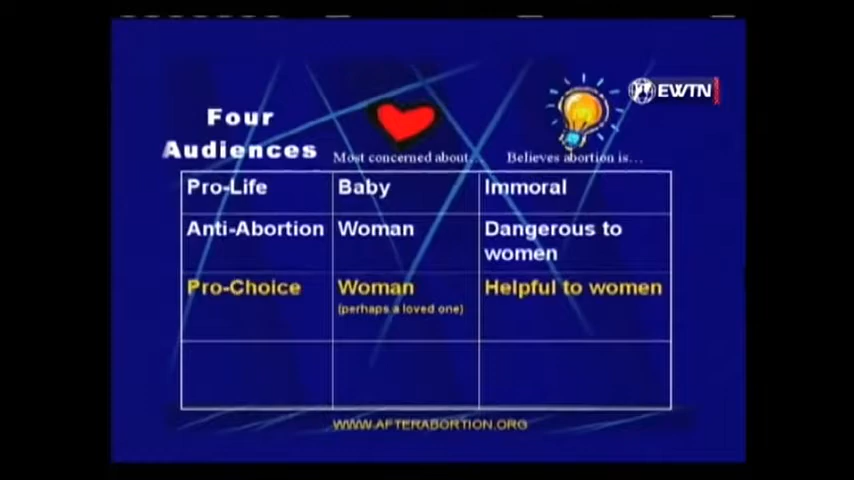 EWTN
Four
Audiences
Most concerned about...
Believes abortion is...
Pro-Life
Baby
Immoral
Anti-Abortion
Woman
Dangerous to
women
Pro-Choice
Woman
(perhaps a loved one)
Helpful to women
WWW.AFTERABORTION.ORG